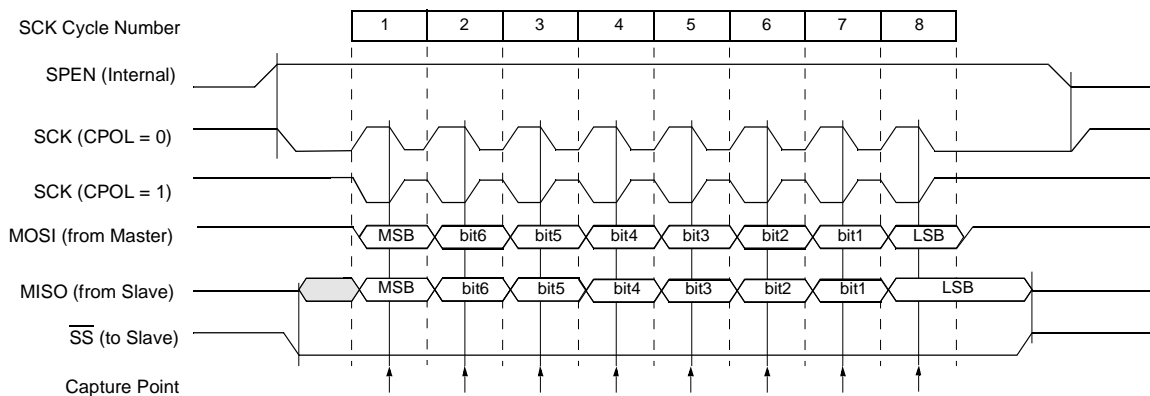 SCK Cycle Number 1 2 3 4 5 6 7 8
SPEN (Internal)
SCK (CPOL = 0)
SCK (CPOL = 1)
MOSI (from Master) MSB bit6 bit5 bit4 bit3 bit2 bit1 LSB
MISO (from Slave) MSB bit6 bit5 bit4 bit3 bit2 bit1 LSB
S̅S̅ (to Slave)
Capture Point